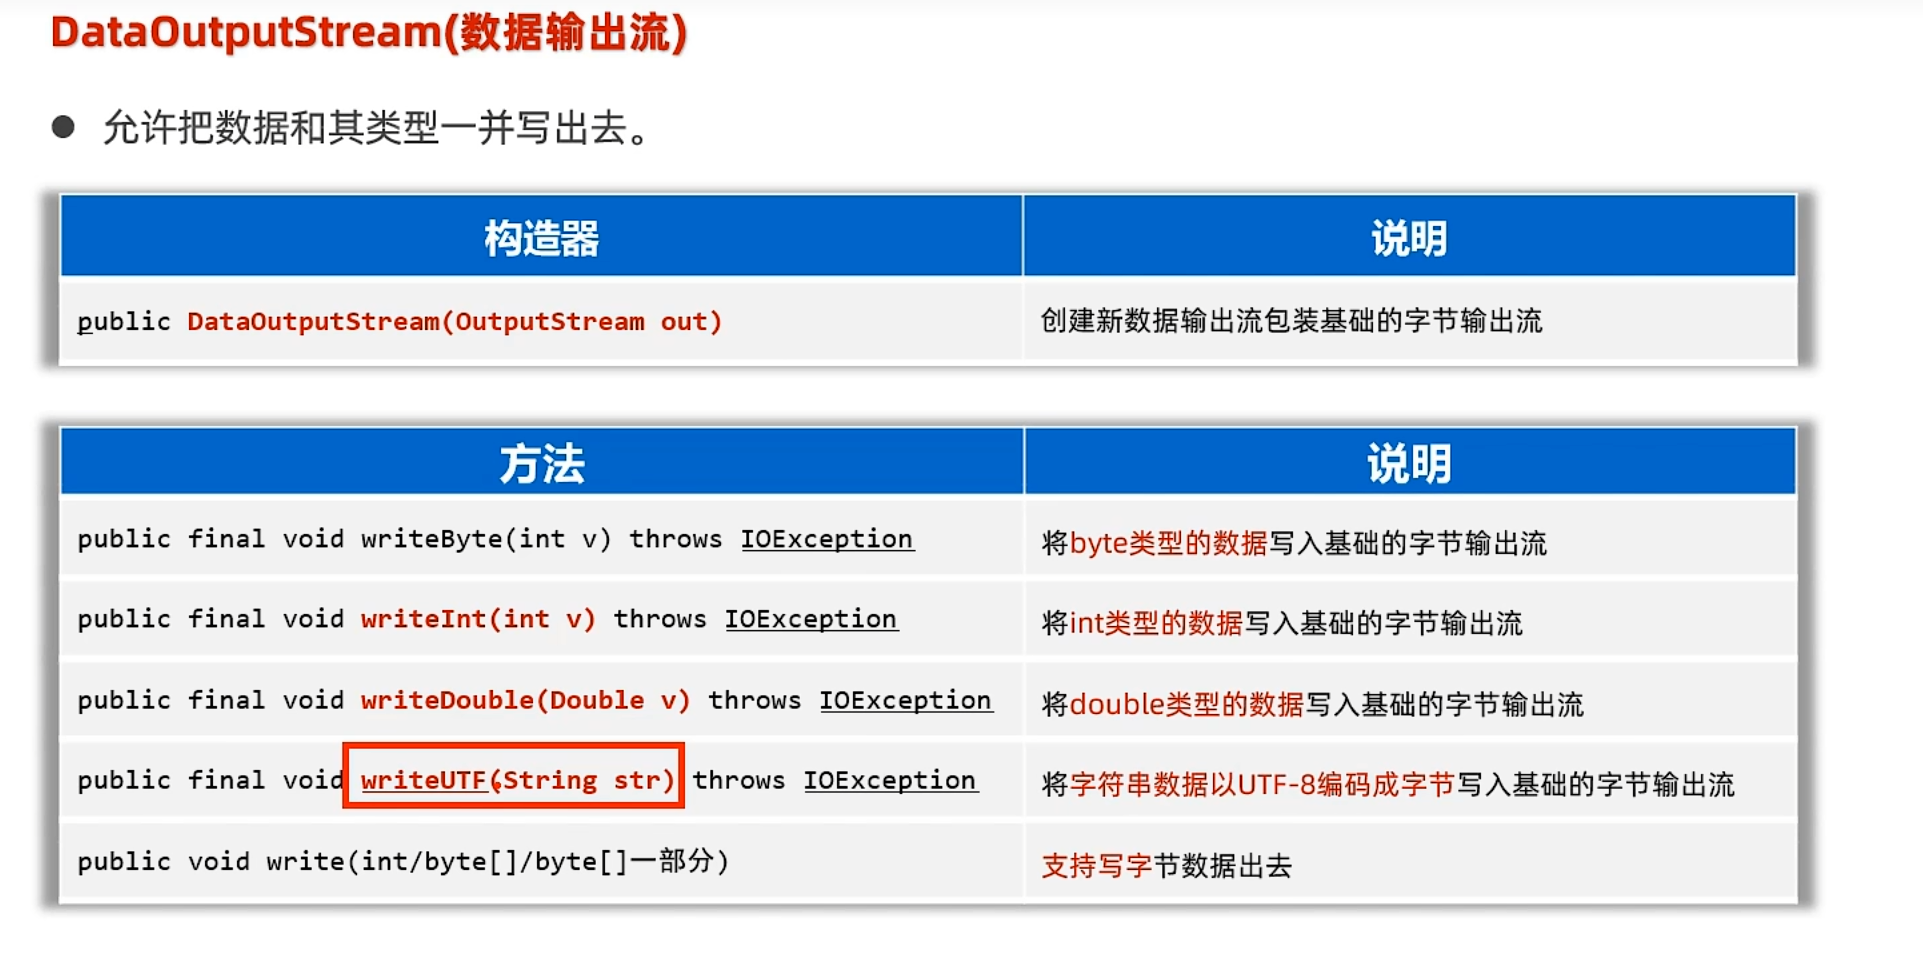 DataOutputStream(数据输出流)
● 允许把数据和其类型一并写出去。
构造器 说明
public DataOutputStream(OutputStream out) 创建新数据输出流包装基础的字节输出流
方法 说明
public final void writeByte(int v) throws IOException 将byte类型的数据写入基础的字节输出流
public final void writeInt(int v) throws IOException 将int类型的数据写入基础的字节输出流
public final void writeDouble(Double v) throws IOException 将double类型的数据写入基础的字节输出流
public final void writeUTF(String str) throws IOException 将字符串数据以UTF-8编码成字节写入基础的字节输出流
public void write(int/byte[]/byte[]一部分) 支持写字节数据出去